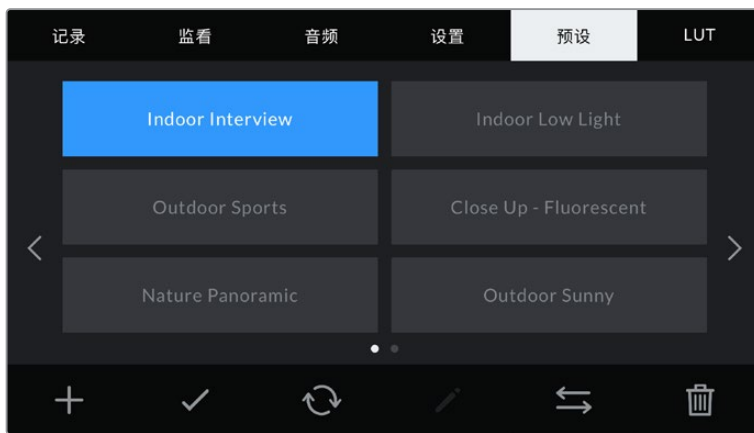 记录 监看 音频 设置 预设 LUT
Indoor Interview Indoor Low Light
Outdoor Sports Close Up - Fluorescent
Nature Panoramic Outdoor Sunny